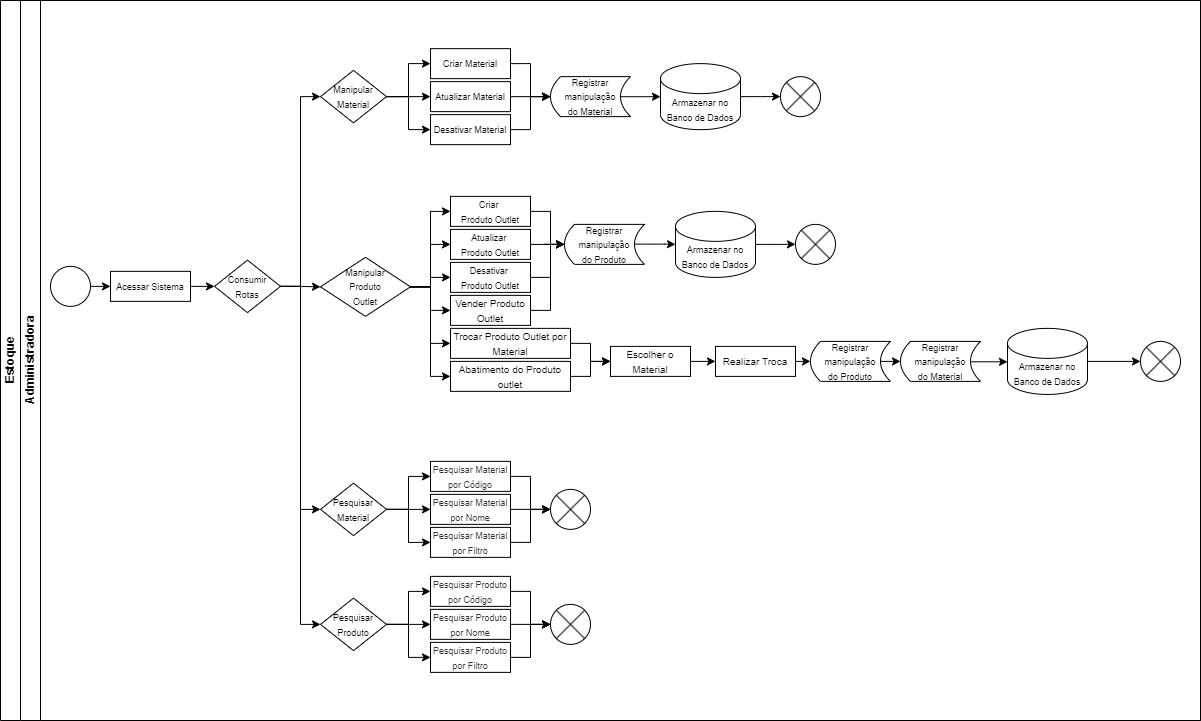 Estoque
Administradora
Acessar Sistema
Consumir
Rotas
Manipular
Material
Criar Material
Atualizar Material
Desativar Material
Registrar
manipulação
do Material
Armazenar no
Banco de Dados
Manipular
Produto
Outlet
Criar
Produto Outlet
Atualizar
Produto Outlet
Desativar
Produto Outlet
Vender Produto
Outlet
Registrar
manipulação
do Produto
Armazenar no
Banco de Dados
Trocar Produto Outlet por
Material
Abatimento do Produto
outlet
Escolher o
Material
Realizar Troca
Registrar
manipulação
do Produto
Registrar
manipulação
do Material
Armazenar no
Banco de Dados
Pesquisar
Material
Pesquisar Material
por Código
Pesquisar Material
por Nome
Pesquisar Material
por Filtro
Pesquisar
Produto
Pesquisar Produto
por Código
Pesquisar Produto
por Nome
Pesquisar Produto
por Filtro